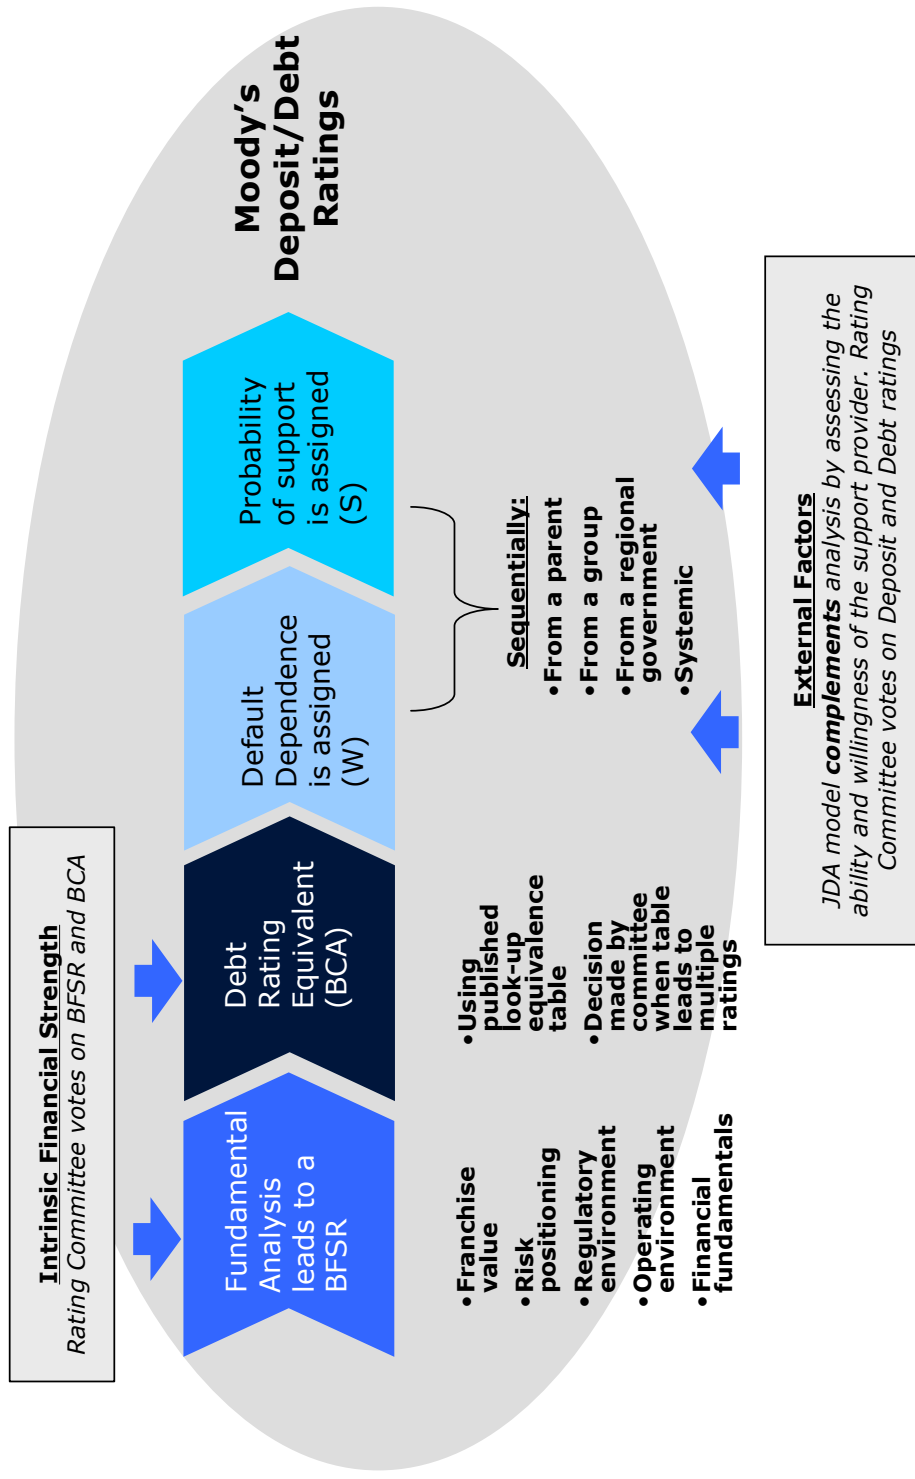 Intrinsic Financial Strength
Rating Committee votes on BFSR and BCA
Fundamental
Analysis
leads to a
BFSR
Debt
Rating
Equivalent
(BCA)
Default
Dependence
is assigned
(W)
Probability
of support
is assigned
(S)
Moody's
Deposit/Debt
Ratings
•Franchise
value
•Risk
positioning
•Regulatory
environment
•Operating
environment
•Financial
fundamentals
•Using
published
look-up
equivalence
table
•Decision
made by
committee
when table
leads to
multiple
ratings
Sequentially:
•From a parent
•From a group
•From a regional
government
•Systemic
External Factors
JDA model complements analysis by assessing the
ability and willingness of the support provider. Rating
Committee votes on Deposit and Debt ratings